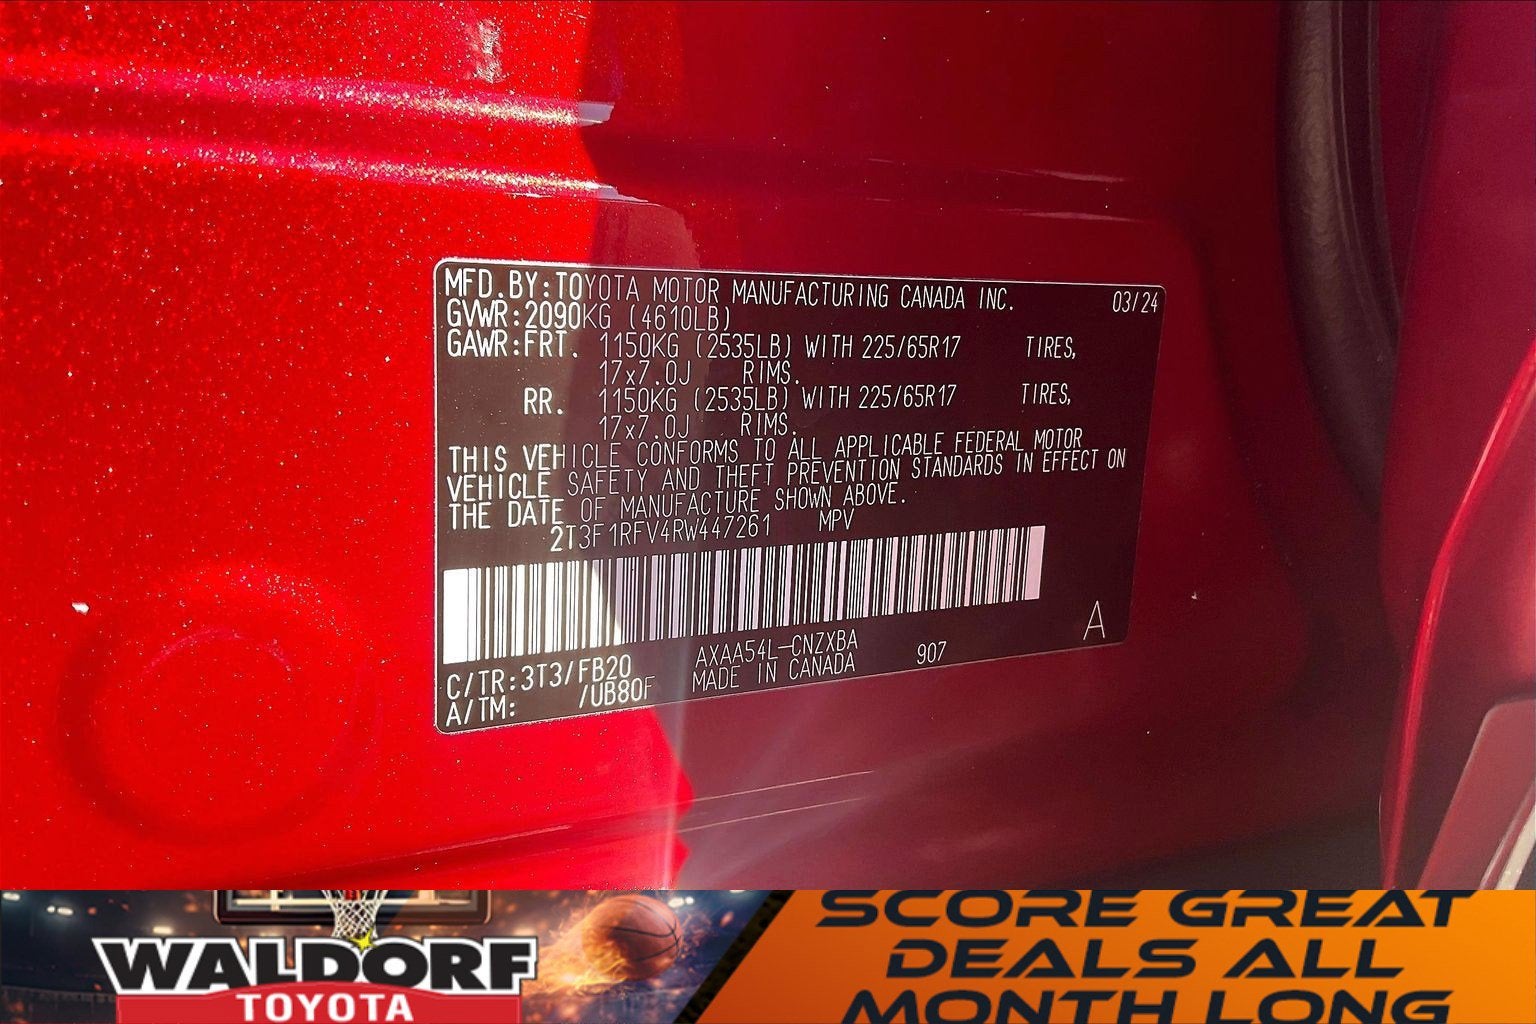 MFD.BY:TOYOTA MOTOR MANUFACTURING CANADA INC. 03/24
GVWR:2090KG (4610LB)
GAWR:FRT. 1150KG (2535LB) WITH 225/65R17 TIRES,
17x7.0J RIMS.
RR. 1150KG (2535LB) WITH 225/65R17 TIRES,
17x7.0J RIMS.
THIS VEHICLE CONFORMS TO ALL APPLICABLE FEDERAL MOTOR
VEHICLE SAFETY AND THEFT PREVENTION STANDARDS IN EFFECT ON
THE DATE OF MANUFACTURE SHOWN ABOVE.
2T3F1RFV4RW447261 MPV
A
C/TR:3T3/FB20 AXAA54L-CNZXBA 907
A/TM: /UB80F MADE IN CANADA
WALDORF
TOYOTA
SCORE GREAT
DEALS ALL
MONTH LONG